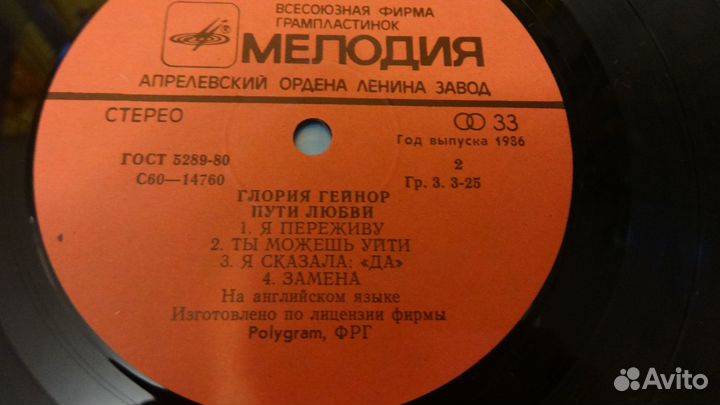 ВСЕСОЮЗНАЯ ФИРМА
ГРАМПЛАСТИНОК
МЕЛОДИЯ
АПРЕЛЕВСКИЙ ОРДЕНА ЛЕНИНА ЗАВОД
СТЕРЕО
33
Год выпуска 1986
ГОСТ 5289-80
2
С60—14760
Гр. 3. 3-25
ГЛОРИЯ ГЕЙНОР
ПУТИ ЛЮБВИ
1. Я ПЕРЕЖИВУ
2. ТЫ МОЖЕШЬ УЙТИ
3. Я СКАЗАЛА: «ДА»
4. ЗАМЕНА
На английском языке
Изготовлено по лицензии фирмы
Polygram, ФРГ
Avito